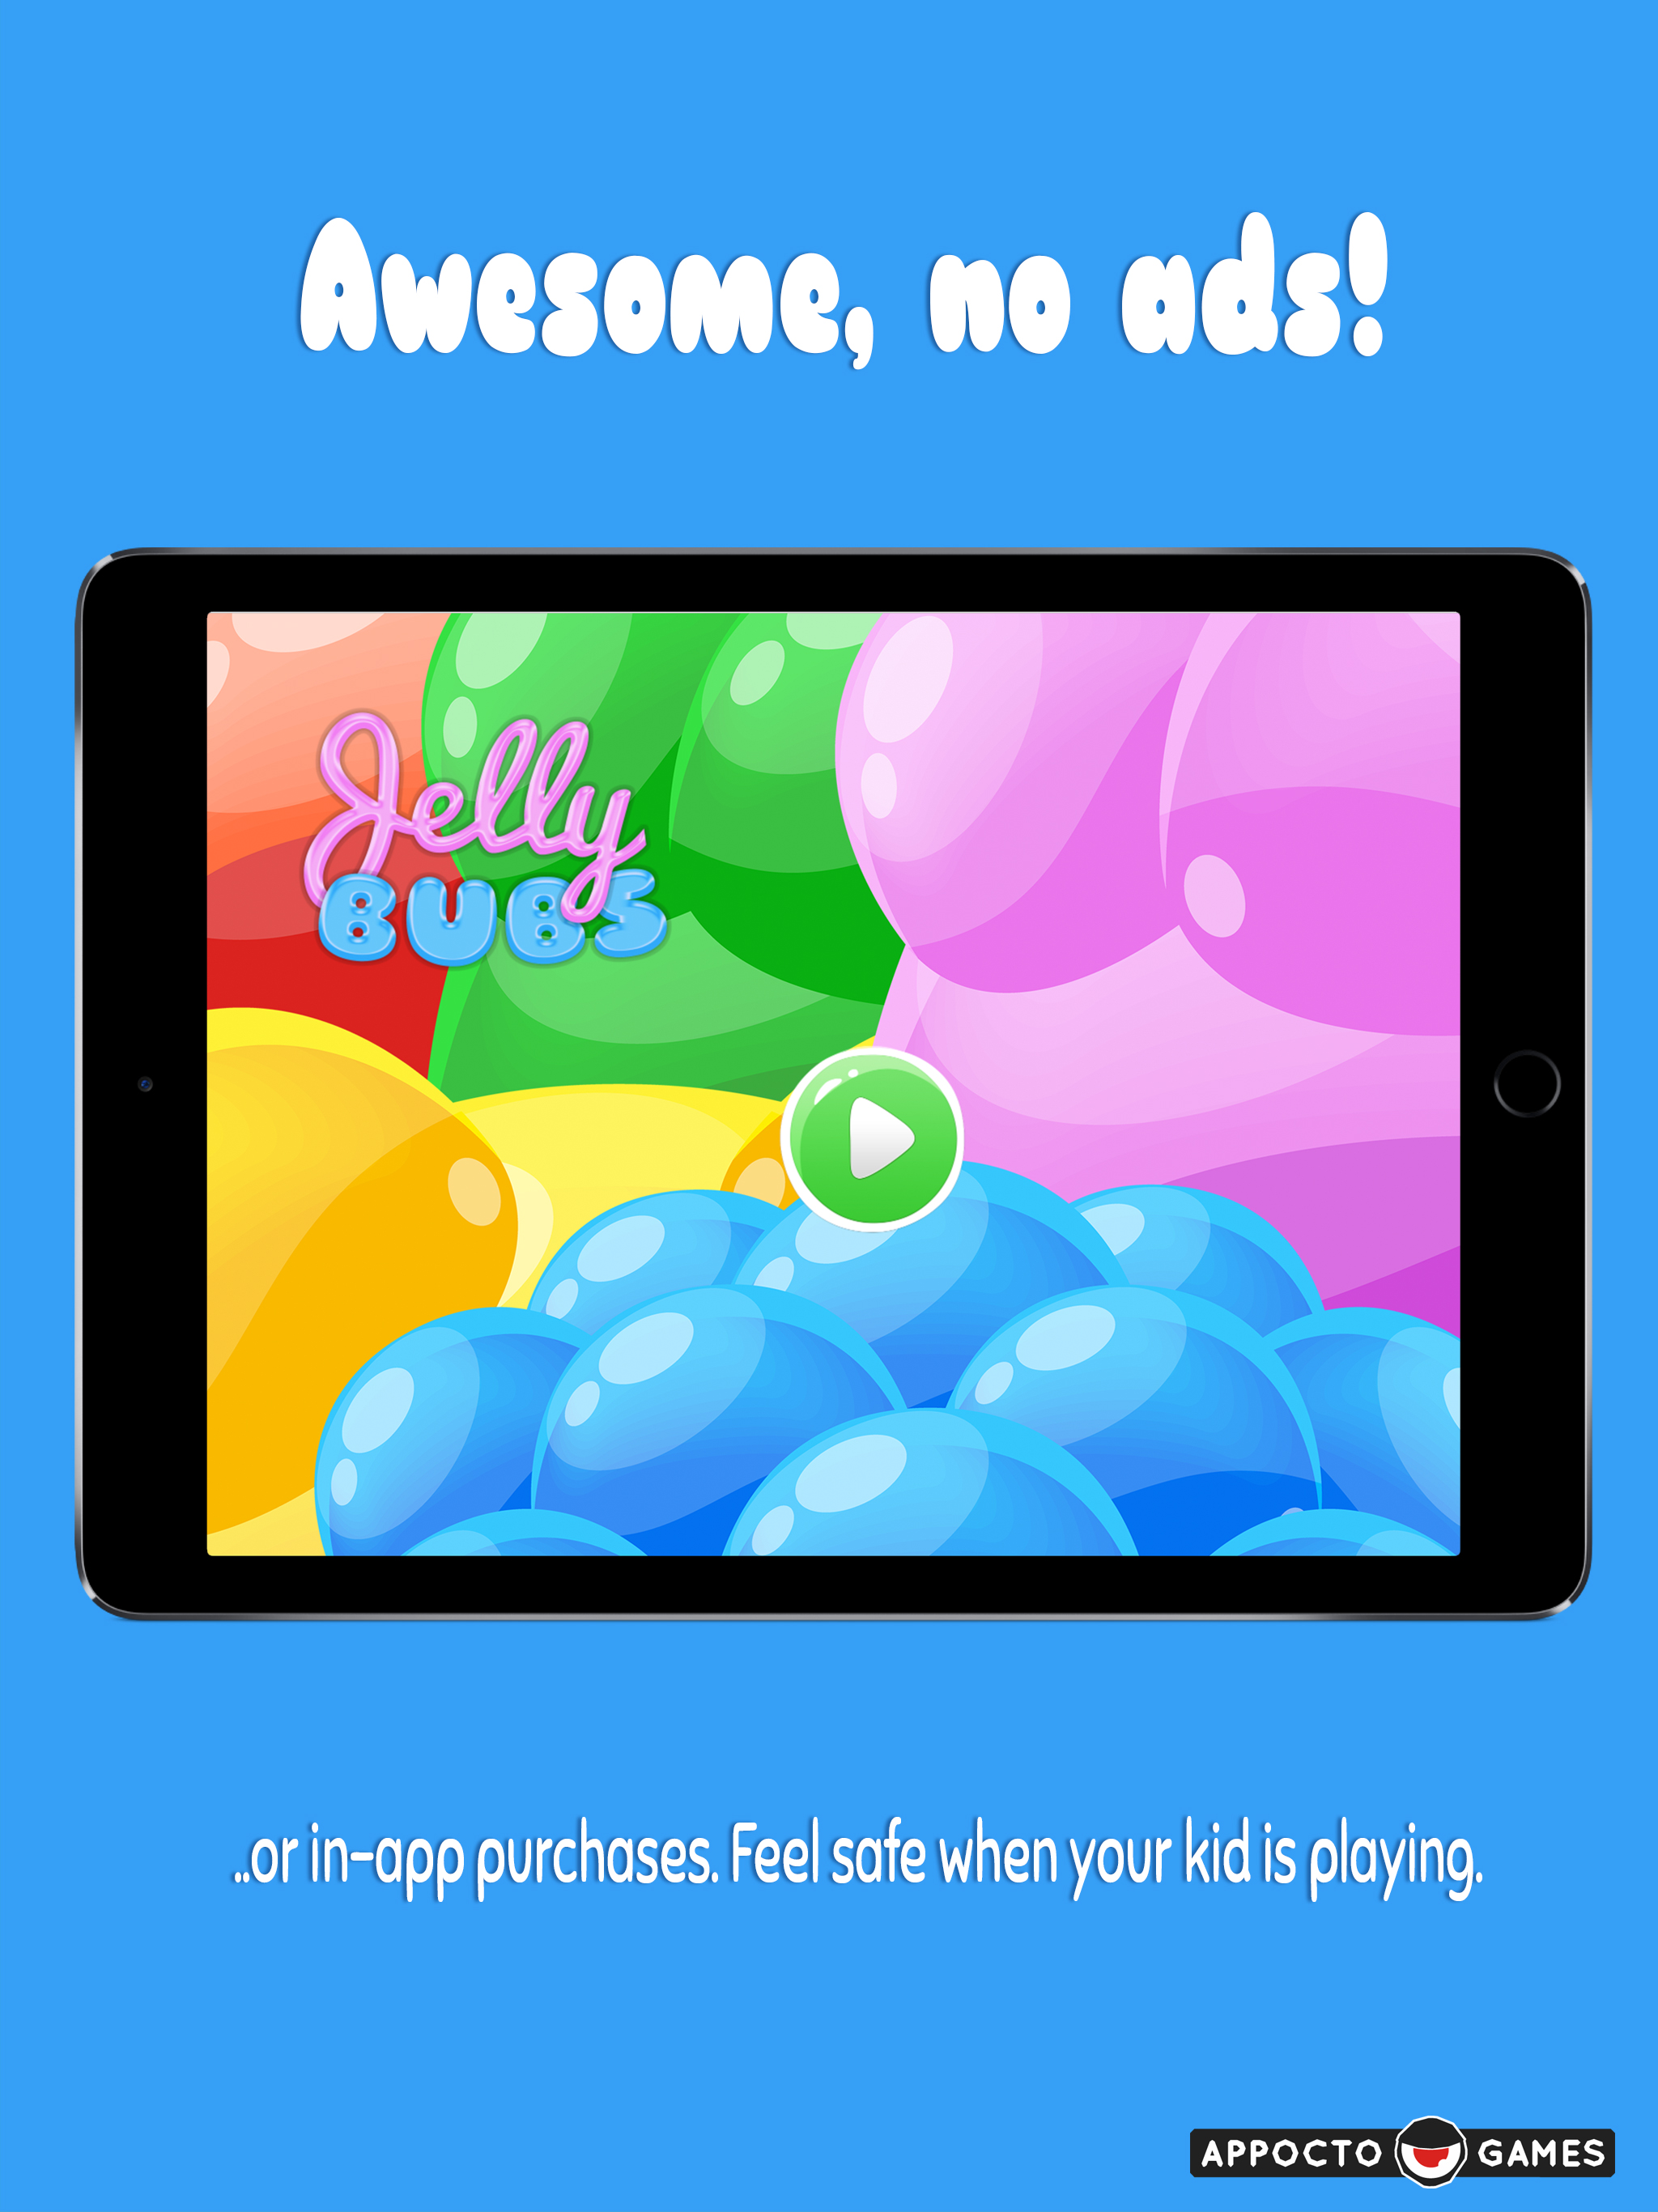 Awesome, no ads!
Jelly
BUBS
..or in-app purchases. Feel safe when your kid is playing.
APPOCTO GAMES